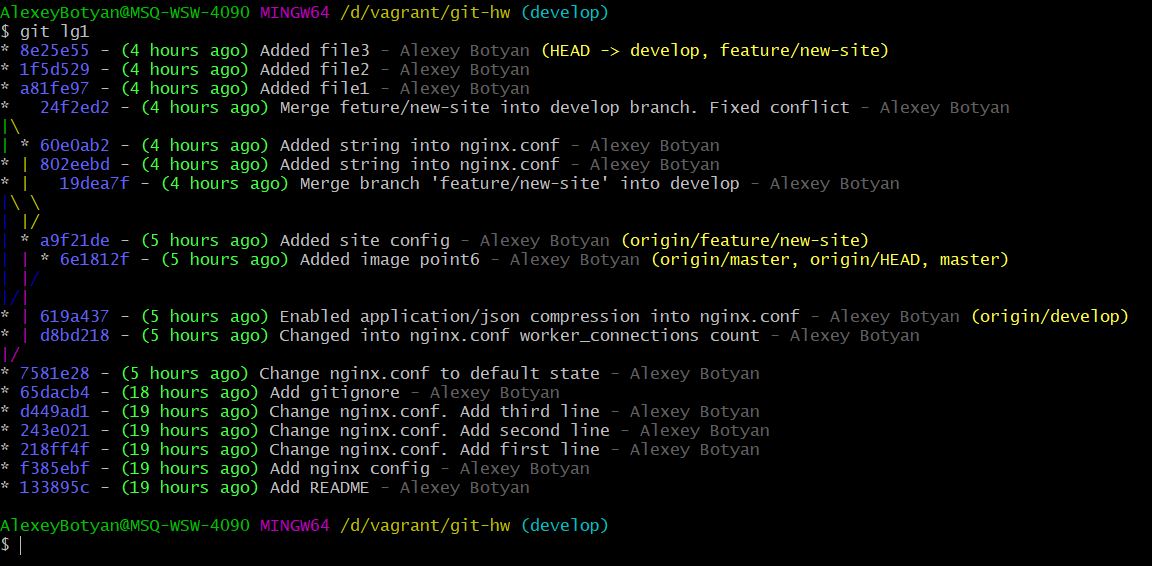 AlexeyBotyan@MSQ-WSW-4090 MINGW64 /d/vagrant/git-hw (develop)
$ git lg1
* 8e25e55 - (4 hours ago) Added file3 - Alexey Botyan (HEAD -> develop, feature/new-site)
* 1f5d529 - (4 hours ago) Added file2 - Alexey Botyan
* a81fe97 - (4 hours ago) Added file1 - Alexey Botyan
*   24f2ed2 - (4 hours ago) Merge feture/new-site into develop branch. Fixed conflict - Alexey Botyan
|\
| * 60e0ab2 - (4 hours ago) Added string into nginx.conf - Alexey Botyan
* | 802eebd - (4 hours ago) Added string into nginx.conf - Alexey Botyan
* |   19dea7f - (4 hours ago) Merge branch 'feature/new-site' into develop - Alexey Botyan
|\ \
| |/
| * a9f21de - (5 hours ago) Added site config - Alexey Botyan (origin/feature/new-site)
| | * 6e1812f - (5 hours ago) Added image point6 - Alexey Botyan (origin/master, origin/HEAD, master)
| |/
|/|
* | 619a437 - (5 hours ago) Enabled application/json compression into nginx.conf - Alexey Botyan (origin/develop)
* | d8bd218 - (5 hours ago) Changed into nginx.conf worker_connections count - Alexey Botyan
|/
* 7581e28 - (5 hours ago) Change nginx.conf to default state - Alexey Botyan
* 65dacb4 - (18 hours ago) Add gitignore - Alexey Botyan
* d449ad1 - (19 hours ago) Change nginx.conf. Add third line - Alexey Botyan
* 243e021 - (19 hours ago) Change nginx.conf. Add second line - Alexey Botyan
* 218ff4f - (19 hours ago) Change nginx.conf. Add first line - Alexey Botyan
* f385ebf - (19 hours ago) Add nginx config - Alexey Botyan
* 133895c - (19 hours ago) Add README - Alexey Botyan
AlexeyBotyan@MSQ-WSW-4090 MINGW64 /d/vagrant/git-hw (develop)
$